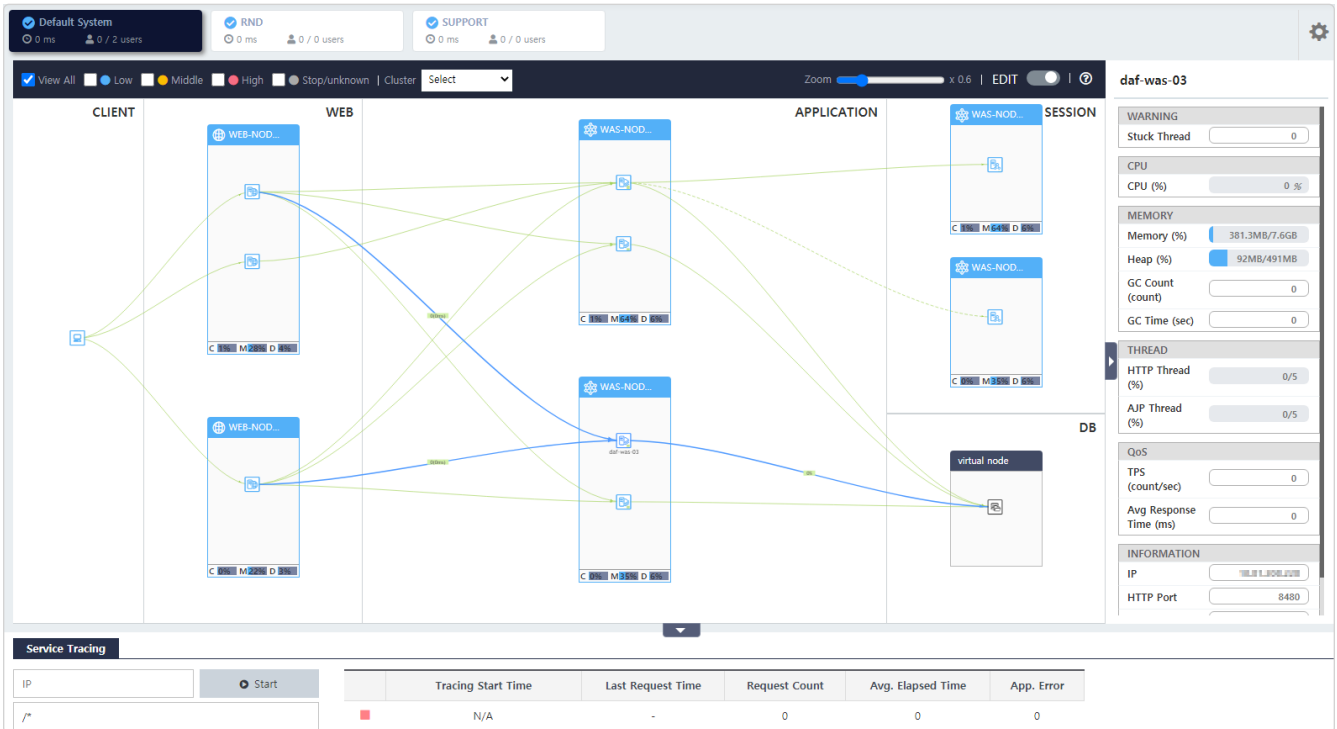 Default System
0 ms 0 / 2 users
RND
0 ms 0 / 0 users
SUPPORT
0 ms 0 / 0 users
View All Low Middle High Stop/unknown | Cluster Select
Zoom x 0.6 | EDIT |
CLIENT
WEB
APPLICATION
SESSION
DB
WEB-NOD...
C 1% M 28% D 4%
WEB-NOD...
C 0% M 22% D 3%
WAS-NOD...
C 1% M 64% D 6%
WAS-NOD...
daf-was-03
C 0% M 35% D 6%
WAS-NOD...
C 1% M 64% D 6%
WAS-NOD...
C 0% M 35% D 6%
virtual node
daf-was-03
WARNING
Stuck Thread 0
CPU
CPU (%) 0 %
MEMORY
Memory (%) 381.3MB/7.6GB
Heap (%) 92MB/491MB
GC Count
(count) 0
GC Time (sec) 0
THREAD
HTTP Thread
(%) 0/5
AJP Thread
(%) 0/5
QoS
TPS
(count/sec) 0
Avg Response
Time (ms) 0
INFORMATION
IP
HTTP Port 8480
Service Tracing
IP
Start
/*
Tracing Start Time Last Request Time Request Count Avg. Elapsed Time App. Error
N/A - 0 0 0